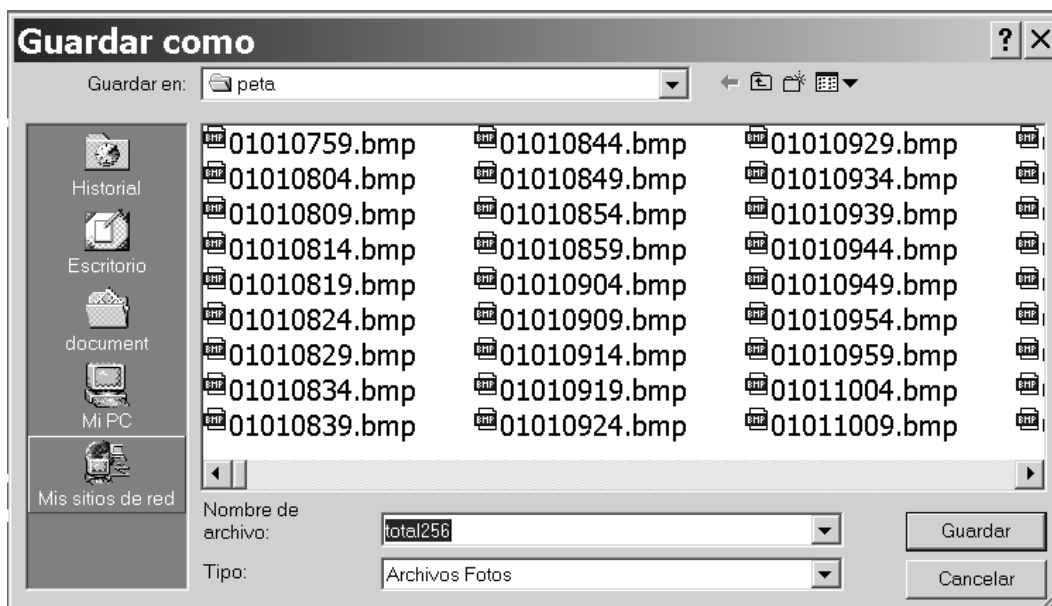 Guardar como
Guardar en: peta
01010759.bmp 01010844.bmp 01010929.bmp
01010804.bmp 01010849.bmp 01010934.bmp
01010809.bmp 01010854.bmp 01010939.bmp
01010814.bmp 01010859.bmp 01010944.bmp
01010819.bmp 01010904.bmp 01010949.bmp
01010824.bmp 01010909.bmp 01010954.bmp
01010829.bmp 01010914.bmp 01010959.bmp
01010834.bmp 01010919.bmp 01011004.bmp
01010839.bmp 01010924.bmp 01011009.bmp
Historial
Escritorio
document
Mi PC
Mis sitios de red
Nombre de
archivo: total256
Guardar
Tipo: Archivos Fotos
Cancelar